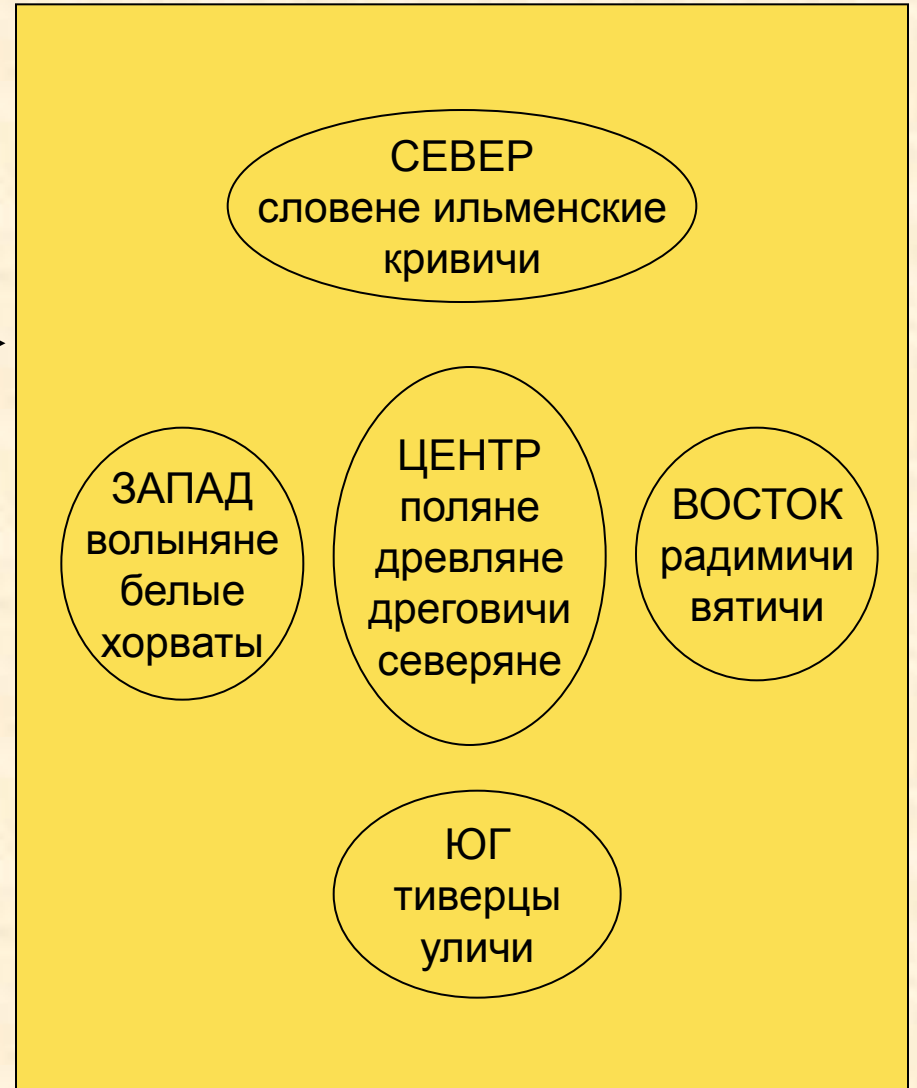 СЕВЕР
словене ильменские
кривичи
ЗАПАД
волыняне
белые
хорваты
ЦЕНТР
поляне
древляне
дреговичи
северяне
ВОСТОК
радимичи
вятичи
ЮГ
тиверцы
уличи